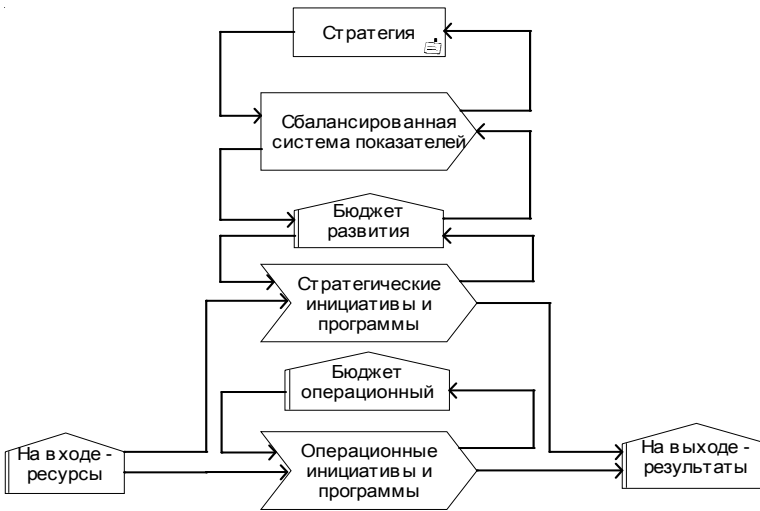 Стратегия
Сбалансированная
система показателей
Бюджет
развития
Стратегические
инициативы и
программы
Бюджет
операционный
На входе -
ресурсы
Операционные
инициативы и
программы
На выходе -
результаты